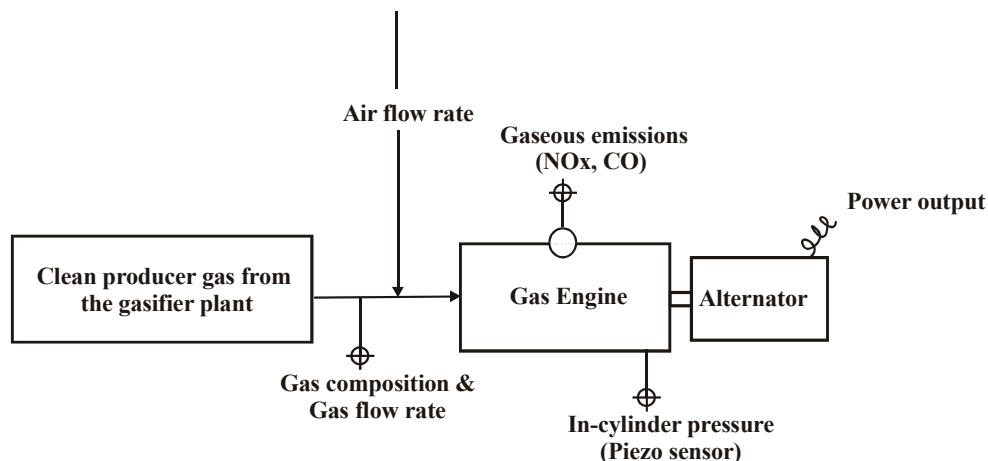 Air flow rate
Gaseous emissions
(NOx, CO)
Power output
Clean producer gas from
the gasifier plant
Gas Engine
Alternator
Gas composition &
Gas flow rate
In-cylinder pressure
(Piezo sensor)